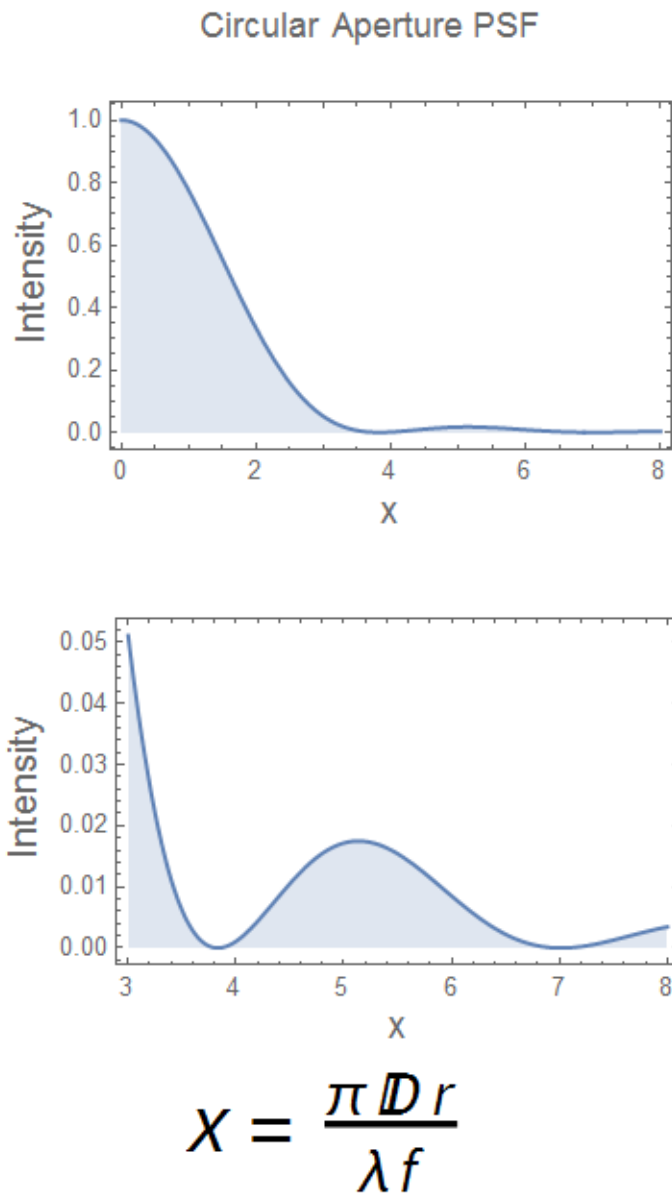 Circular Aperture PSF
Intensity
1.0
0.8
0.6
0.4
0.2
0.0
0 2 4 6 8
x
Intensity
0.05
0.04
0.03
0.02
0.01
0.00
3 4 5 6 7 8
x
x = π D r / λ f